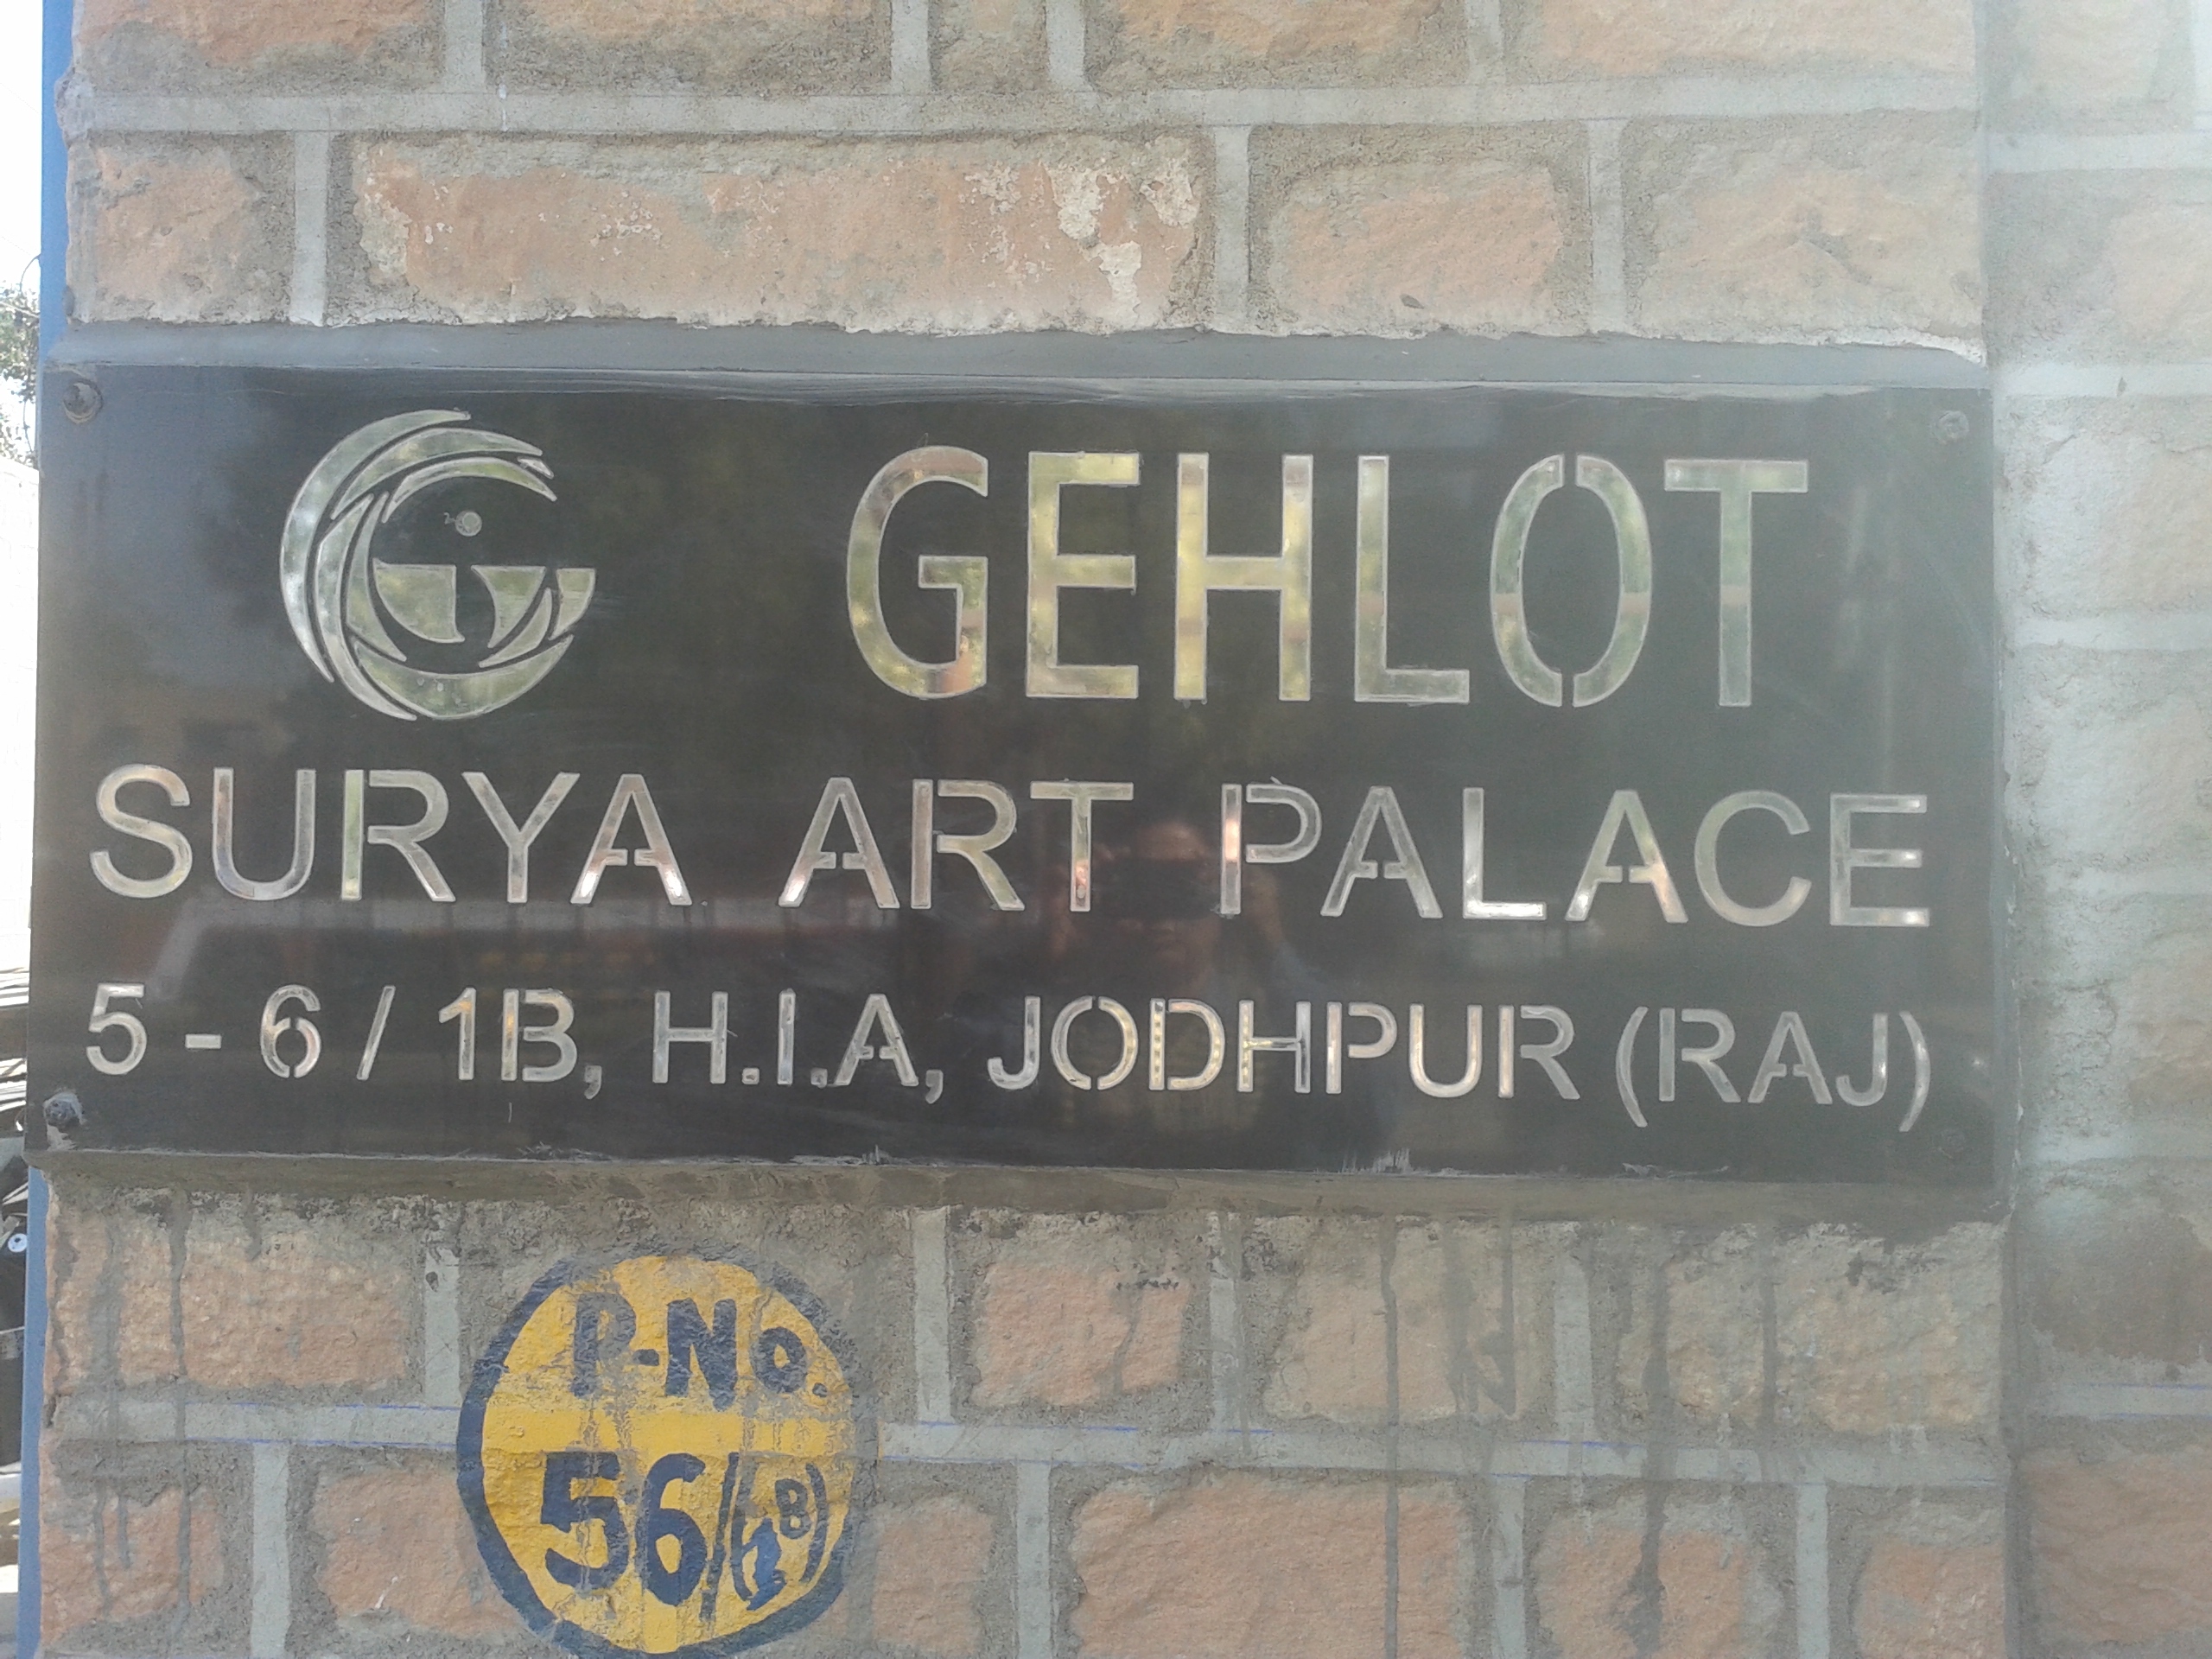 GEHLOT
SURYA ART PALACE
5 - 6 / 1B, H.I.A, JODHPUR (RAJ)
P-No.
56/(1B)